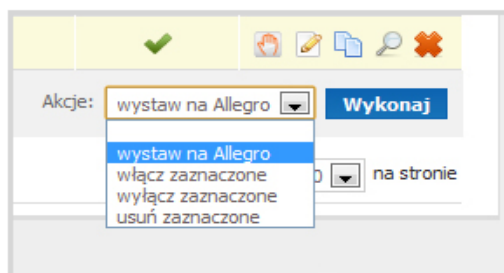 Akcje: wystaw na Allegro Wykonaj
wystaw na Allegro
włącz zaznaczone
wyłącz zaznaczone
usuń zaznaczone
na stronie